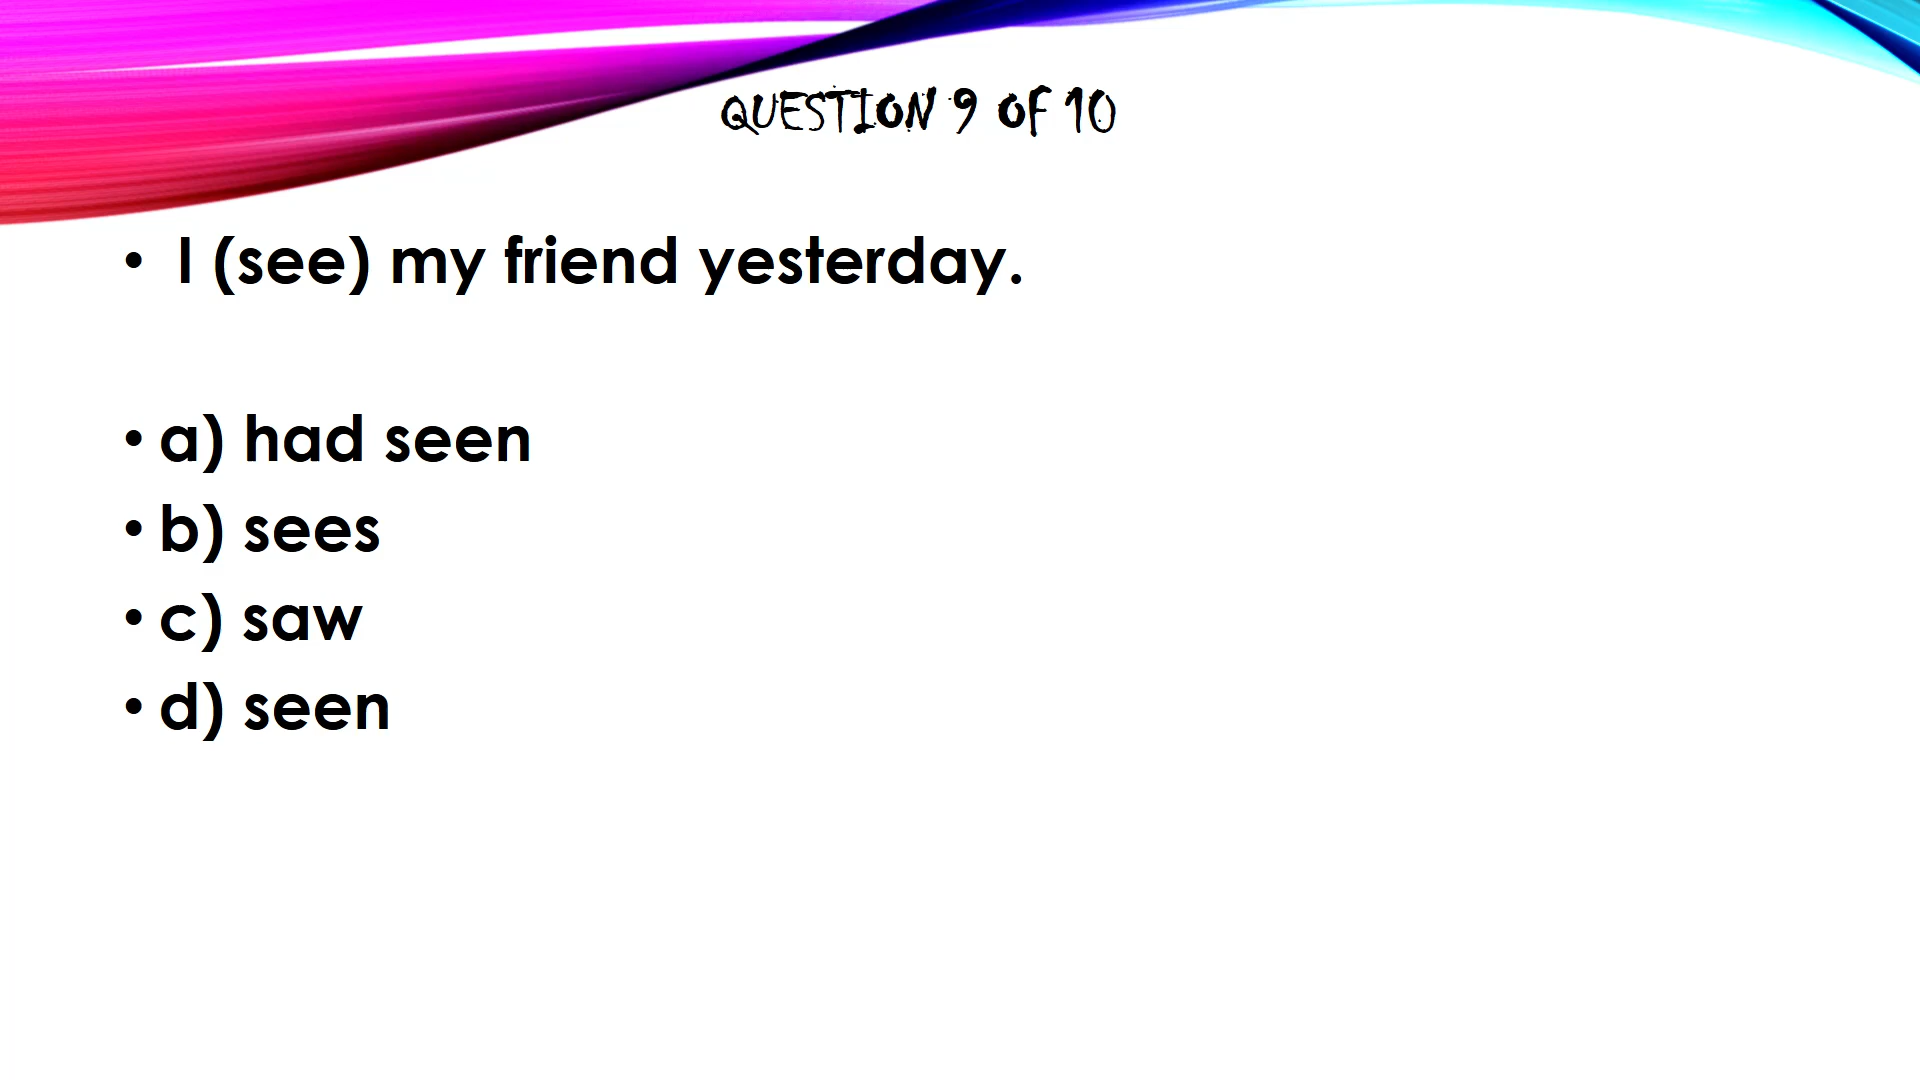 QUESTION 9 OF 10
• I (see) my friend yesterday.
• a) had seen
• b) sees
• c) saw
• d) seen